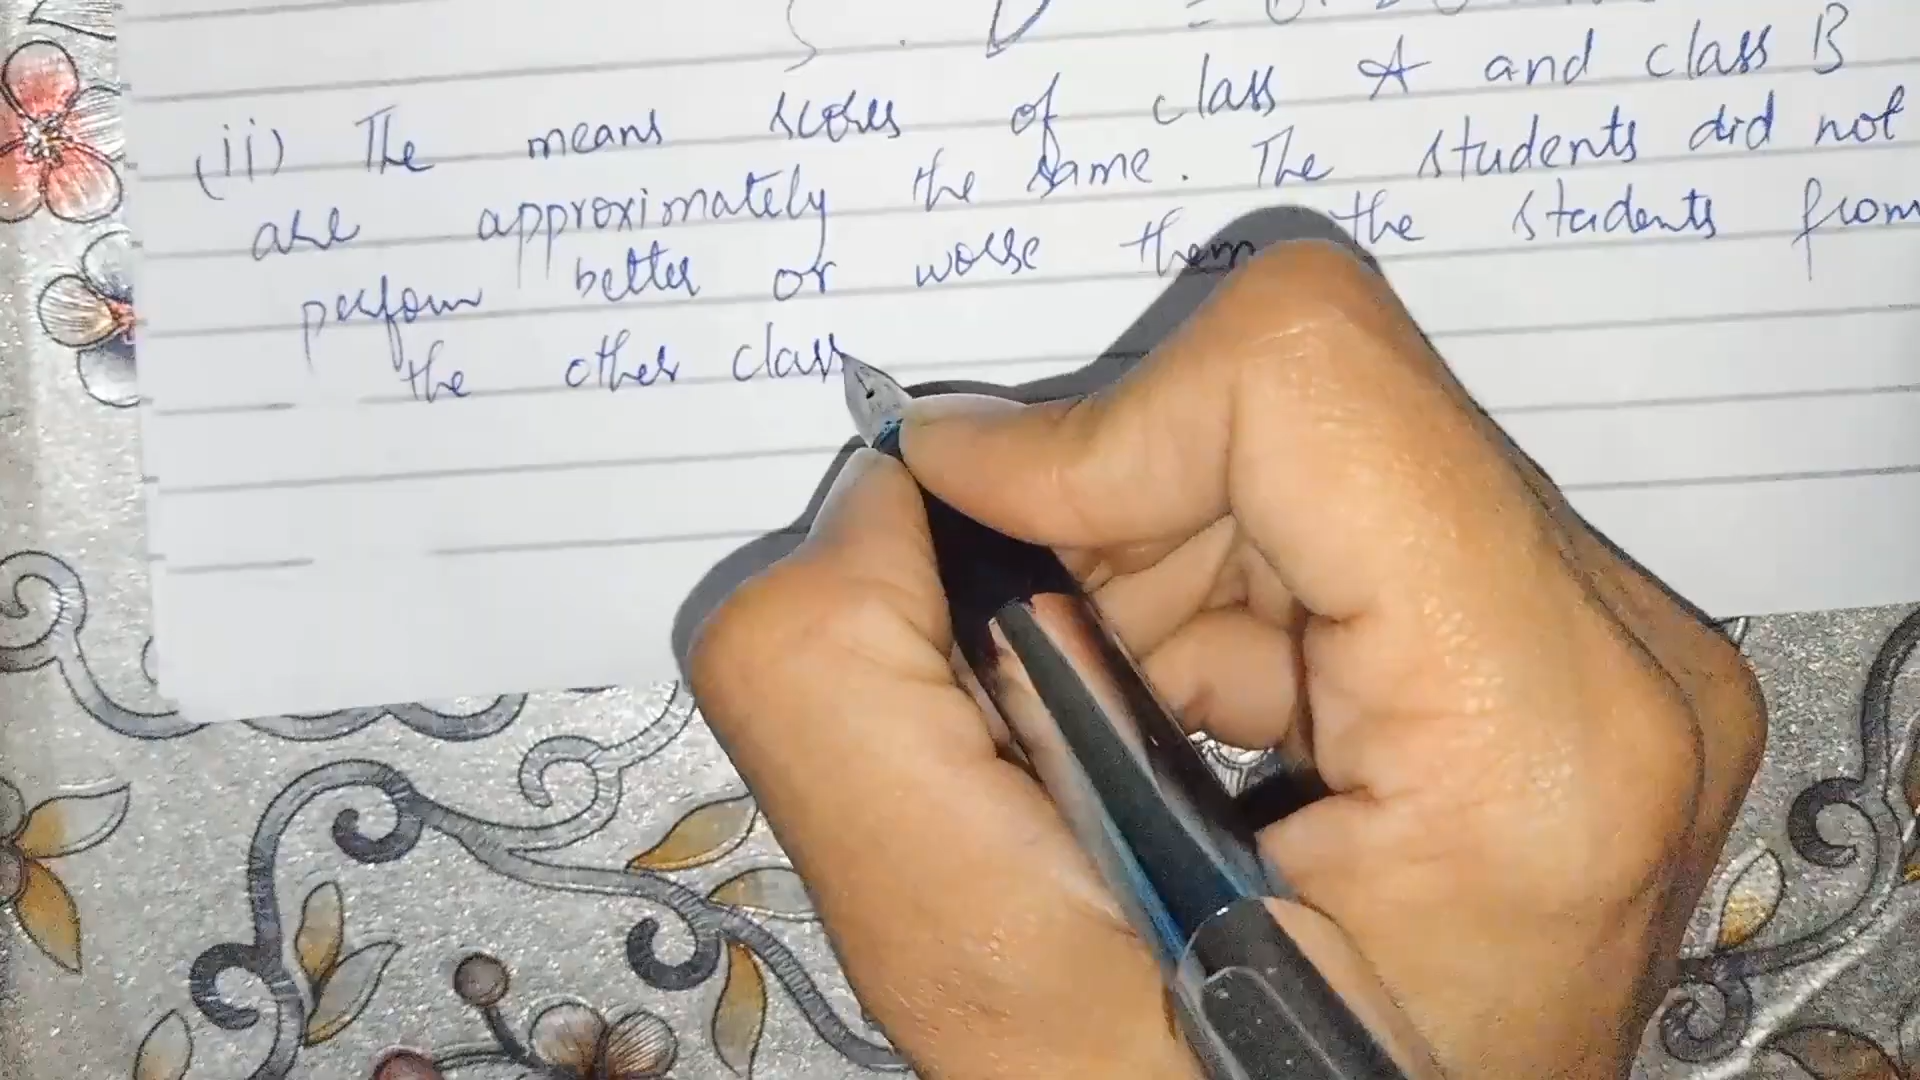 S. D =
(ii) The means scores of class A and class B
are approximately the same. The students did not
perform better or worse them the students from
the other class